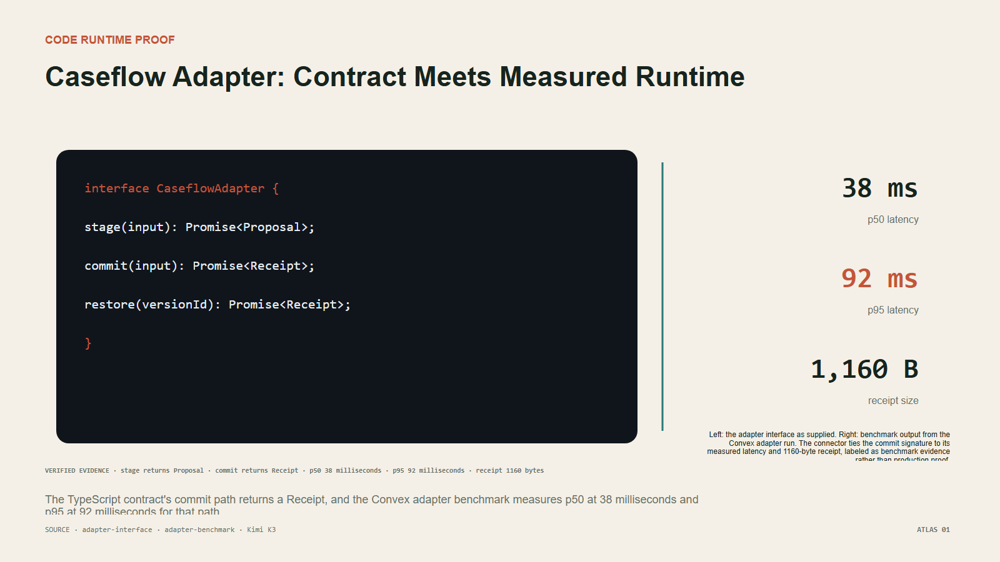 CODE RUNTIME PROOF
Caseflow Adapter: Contract Meets Measured Runtime
interface CaseflowAdapter {
stage(input): Promise<Proposal>;
commit(input): Promise<Receipt>;
restore(versionId): Promise<Receipt>;
}
38 ms
p50 latency
92 ms
p95 latency
1,160 B
receipt size
Left: the adapter interface as supplied. Right: benchmark output from the
Convex adapter run. The connector ties the commit signature to its
measured latency and 1160-byte receipt, labeled as benchmark evidence
rather than production proof.
VERIFIED EVIDENCE · stage returns Proposal · commit returns Receipt · p50 38 milliseconds · p95 92 milliseconds · receipt 1160 bytes
The TypeScript contract's commit path returns a Receipt, and the Convex adapter benchmark measures p50 at 38 milliseconds and
p95 at 92 milliseconds for that path
SOURCE · adapter-interface · adapter-benchmark · Kimi K3
ATLAS 01